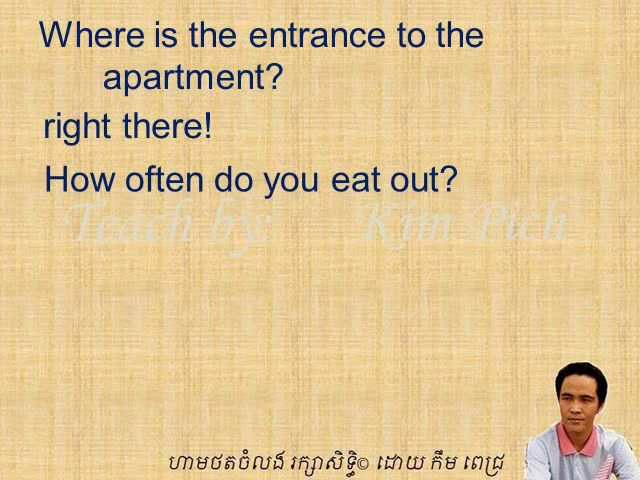 Where is the entrance to the
apartment?
right there!
How often do you eat out?
Teach by: Kim Pich
ហាមថតចំលង រក្សាសិទ្ធិ© ដោយ កឹម ពេជ្រ